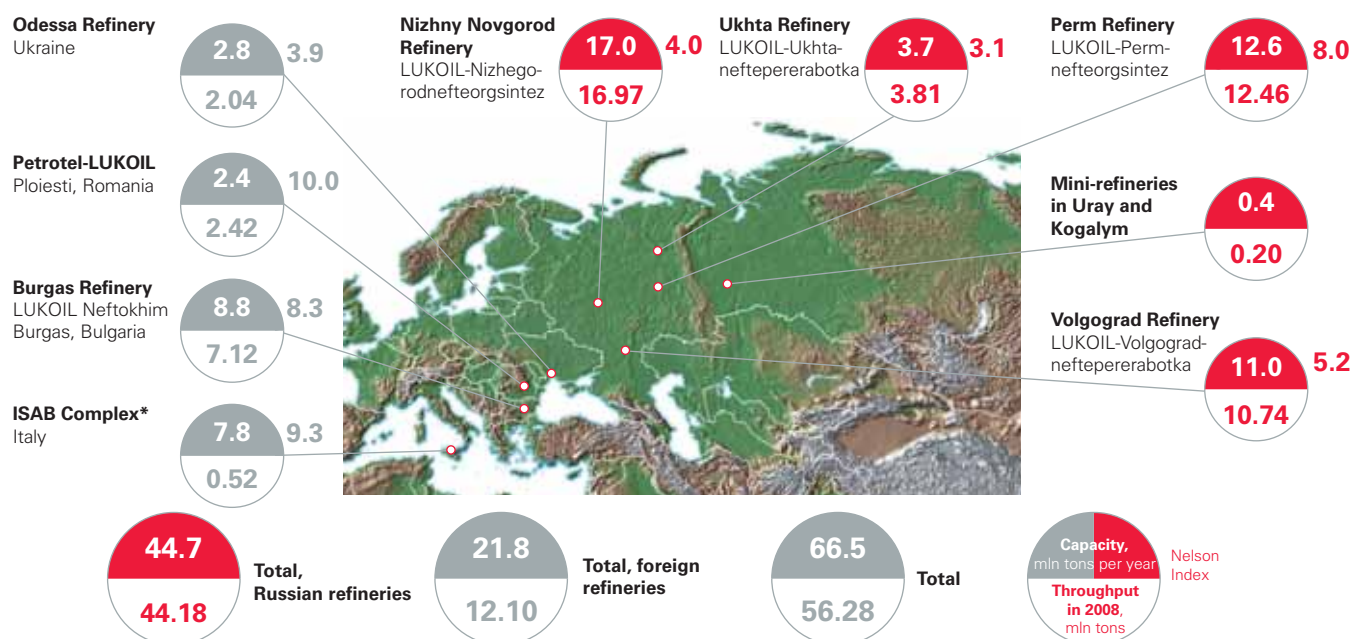 Odessa Refinery
Ukraine
2.8
3.9
2.04
Nizhny Novgorod
Refinery
LUKOIL-Nizhego-
rodnefteorgsintez
17.0
4.0
16.97
Ukhta Refinery
LUKOIL-Ukhta-
neftepererabotka
3.7
3.1
3.81
Perm Refinery
LUKOIL-Perm-
nefteorgsintez
12.6
8.0
12.46
Petrotel-LUKOIL
Ploiesti, Romania
2.4
10.0
2.42
Mini-refineries
in Uray and
Kogalym
0.4
0.20
Burgas Refinery
LUKOIL Neftokhim
Burgas, Bulgaria
8.8
8.3
7.12
Volgograd Refinery
LUKOIL-Volgograd-
neftepererabotka
11.0
5.2
10.74
ISAB Complex*
Italy
7.8
9.3
0.52
44.7
44.18
Total,
Russian refineries
21.8
12.10
Total, foreign
refineries
66.5
56.28
Total
Capacity,
mln tons per year
Throughput
in 2008,
mln tons
Nelson
Index